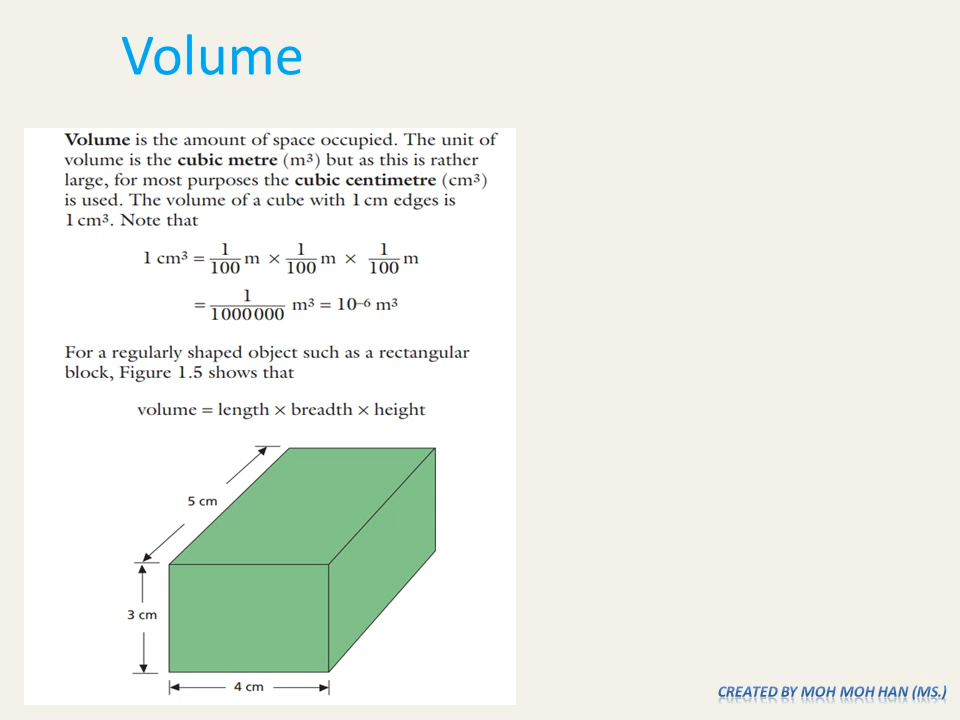 Volume
Volume is the amount of space occupied. The unit of
volume is the cubic metre (m³) but as this is rather
large, for most purposes the cubic centimetre (cm³)
is used. The volume of a cube with 1 cm edges is
1 cm³. Note that
1 cm³ = 1/100 m × 1/100 m × 1/100 m
= 1/1000000 m³ = 10⁻⁶ m³
For a regularly shaped object such as a rectangular
block, Figure 1.5 shows that
volume = length × breadth × height
5 cm
3 cm
4 cm
CREATED BY MOH MOH HAN (MS.)